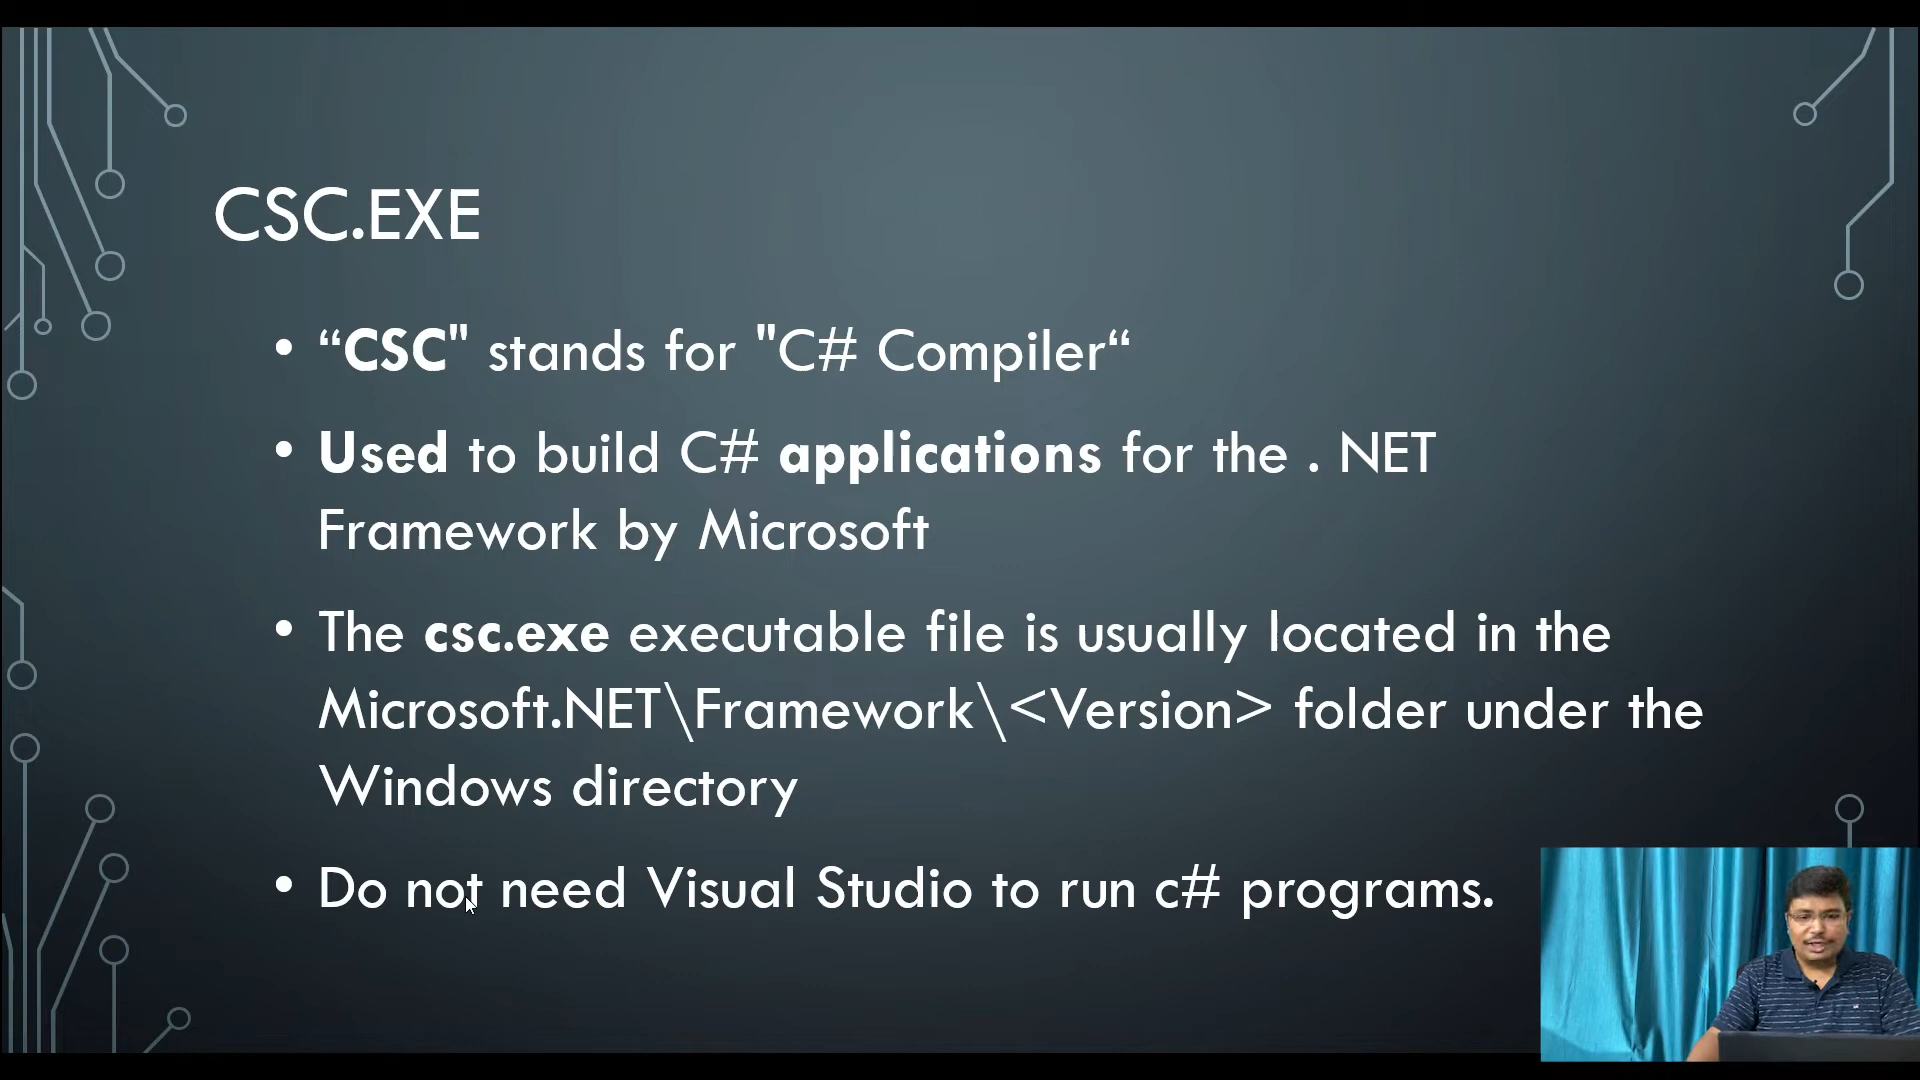 CSC.EXE
• “CSC" stands for "C# Compiler“
• Used to build C# applications for the . NET
Framework by Microsoft
• The csc.exe executable file is usually located in the
Microsoft.NET\Framework\<Version> folder under the
Windows directory
• Do not need Visual Studio to run c# programs.